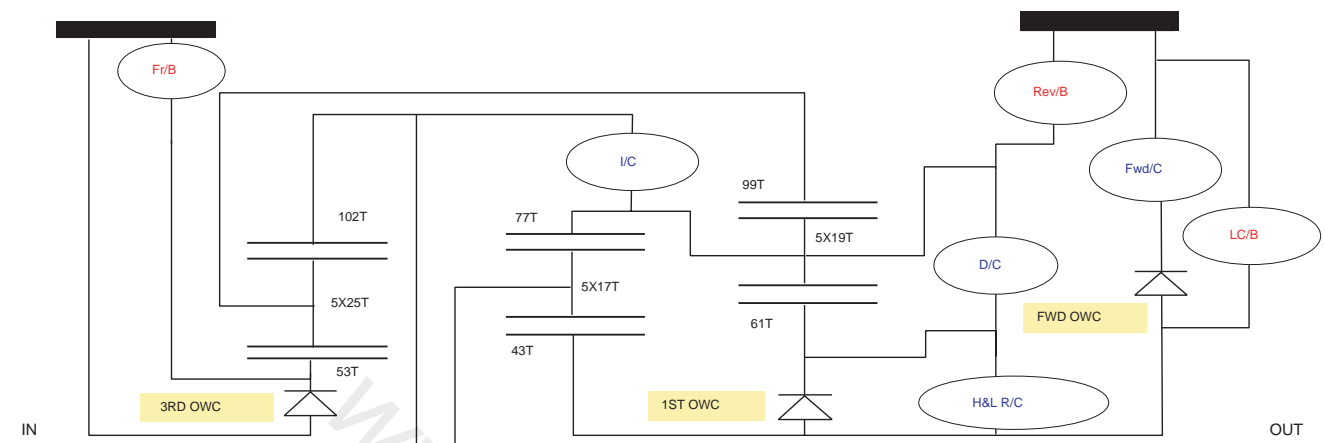 Fr/B
Rev/B
I/C
Fwd/C
99T
102T
77T
5X19T
LC/B
D/C
5X25T
5X17T
FWD OWC
61T
43T
53T
3RD OWC
1ST OWC
H&L R/C
IN
OUT